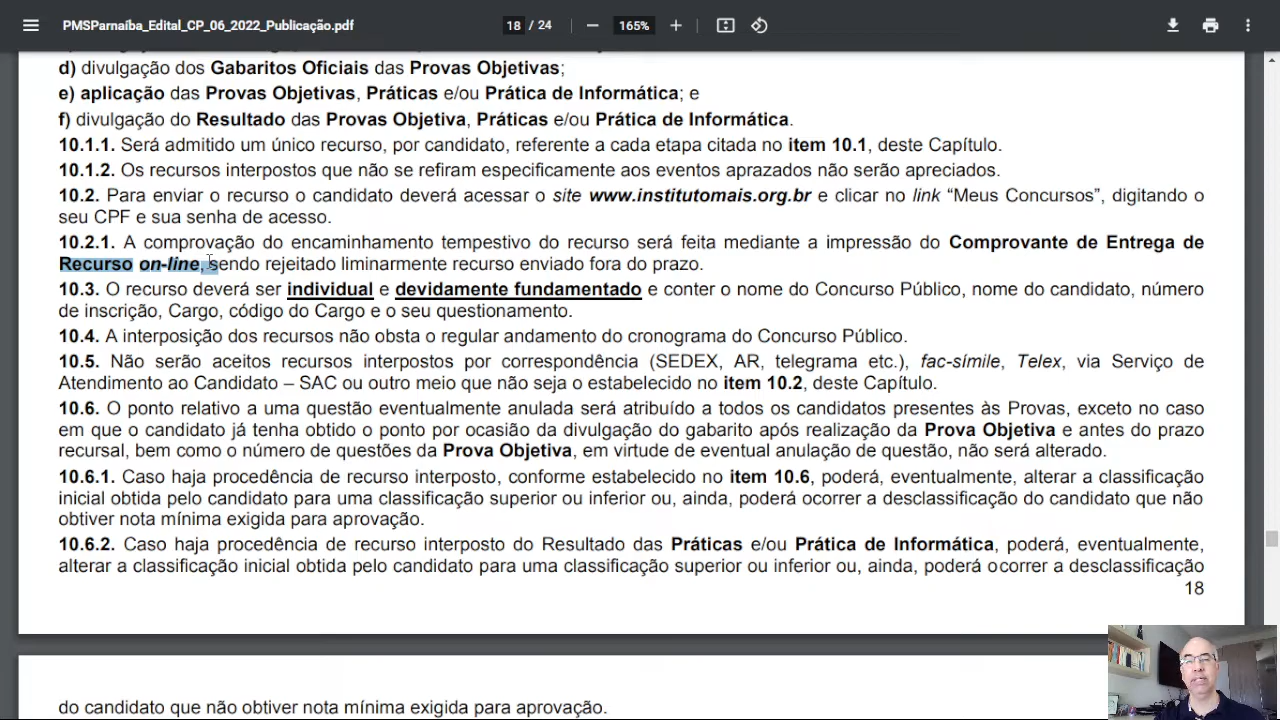 PMSParnaíba_Edital_CP_06_2022_Publicação.pdf
18 / 24
165%
d) divulgação dos Gabaritos Oficiais das Provas Objetivas;
e) aplicação das Provas Objetivas, Práticas e/ou Prática de Informática; e
f) divulgação do Resultado das Provas Objetiva, Práticas e/ou Prática de Informática.
10.1.1. Será admitido um único recurso, por candidato, referente a cada etapa citada no item 10.1, deste Capítulo.
10.1.2. Os recursos interpostos que não se refiram especificamente aos eventos aprazados não serão apreciados.
10.2. Para enviar o recurso o candidato deverá acessar o site www.institutomais.org.br e clicar no link “Meus Concursos”, digitando o
seu CPF e sua senha de acesso.
10.2.1. A comprovação do encaminhamento tempestivo do recurso será feita mediante a impressão do Comprovante de Entrega de
Recurso on-line, sendo rejeitado liminarmente recurso enviado fora do prazo.
10.3. O recurso deverá ser individual e devidamente fundamentado e conter o nome do Concurso Público, nome do candidato, número
de inscrição, Cargo, código do Cargo e o seu questionamento.
10.4. A interposição dos recursos não obsta o regular andamento do cronograma do Concurso Público.
10.5. Não serão aceitos recursos interpostos por correspondência (SEDEX, AR, telegrama etc.), fac-símile, Telex, via Serviço de
Atendimento ao Candidato – SAC ou outro meio que não seja o estabelecido no item 10.2, deste Capítulo.
10.6. O ponto relativo a uma questão eventualmente anulada será atribuído a todos os candidatos presentes às Provas, exceto no caso
em que o candidato já tenha obtido o ponto por ocasião da divulgação do gabarito após realização da Prova Objetiva e antes do prazo
recursal, bem como o número de questões da Prova Objetiva, em virtude de eventual anulação de questão, não será alterado.
10.6.1. Caso haja procedência de recurso interposto, conforme estabelecido no item 10.6, poderá, eventualmente, alterar a classificação
inicial obtida pelo candidato para uma classificação superior ou inferior ou, ainda, poderá ocorrer a desclassificação do candidato que não
obtiver nota mínima exigida para aprovação.
10.6.2. Caso haja procedência de recurso interposto do Resultado das Práticas e/ou Prática de Informática, poderá, eventualmente,
alterar a classificação inicial obtida pelo candidato para uma classificação superior ou inferior ou, ainda, poderá ocorrer a desclassificação
18
do candidato que não obtiver nota mínima exigida para aprovação.